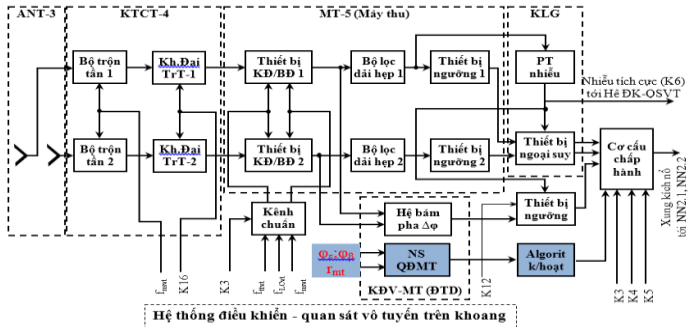 ANT-3
KTCT-4
MT-5 (Máy thu)
KLG
Bộ trộn
tần 1
Kh.Đại
TrT-1
Thiết bị
KĐ/BĐ 1
Bộ lọc
dải hẹp 1
Thiết bị
ngưỡng 1
PT
nhiễu
Nhiễu tích cực (K6)
tới Hệ ĐK-QSVT
Bộ trộn
tần 2
Kh.Đại
TrT-2
Thiết bị
KĐ/BĐ 2
Bộ lọc
dải hẹp 2
Thiết bị
ngưỡng 2
Thiết bị
ngoại suy
Cơ cấu
chấp
hành
Xung kích nổ
tới NN2.1, NN2.2
Kênh
chuẩn
Hệ bám
pha Δφ
Thiết bị
ngưỡng
NS
QĐMT
Algorit
k/hoạt
r mt
K16
K3
K12
K3
K4
K5
KĐV-MT (ĐTD)
Hệ thống điều khiển - quan sát vô tuyến trên khoang